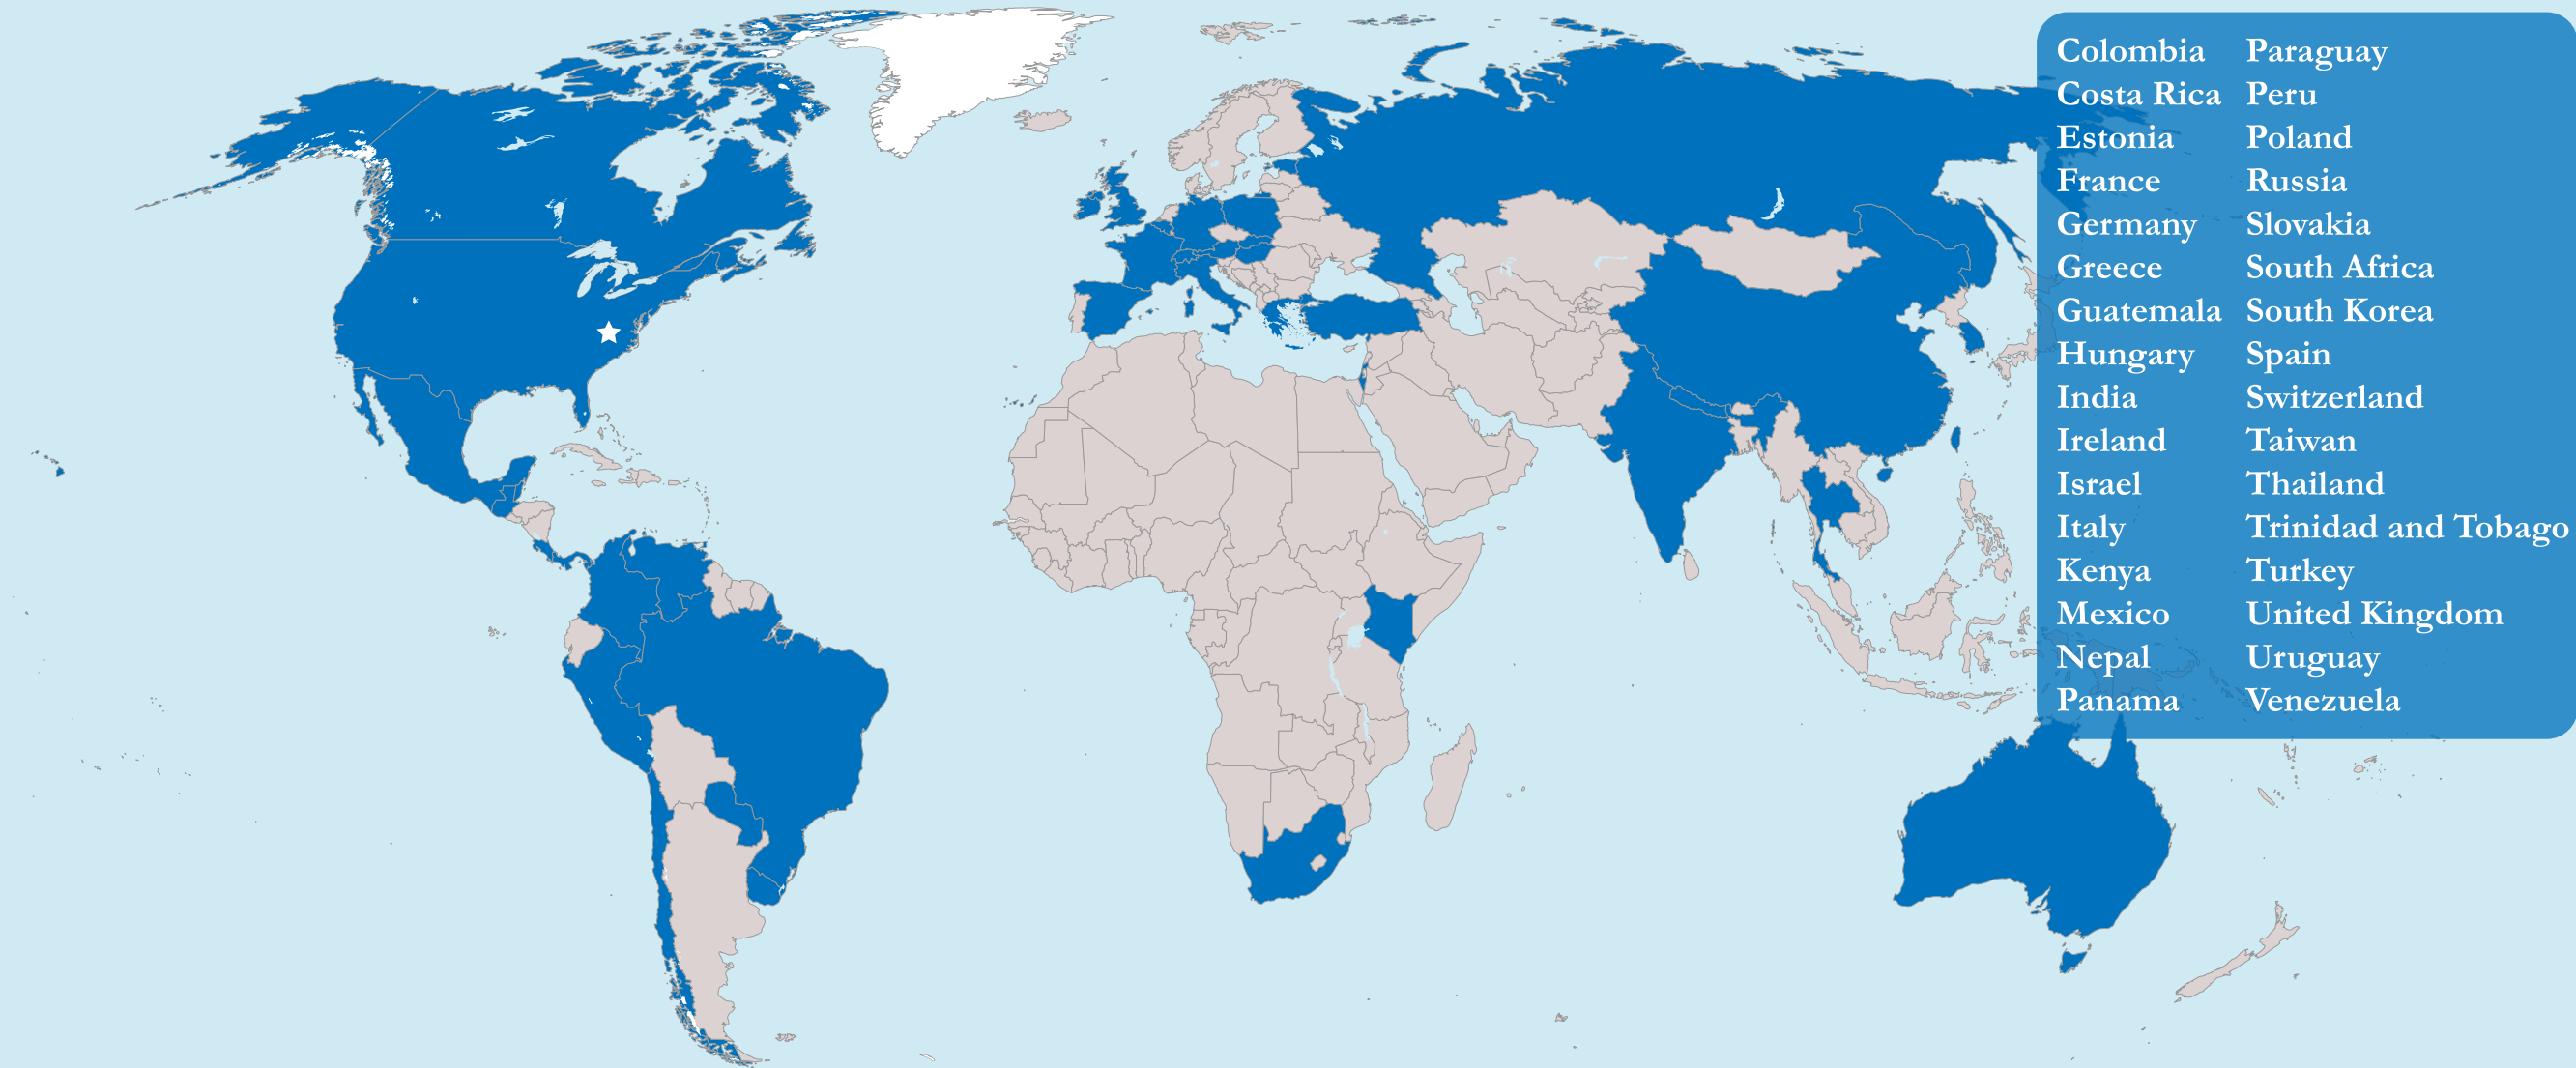 Colombia
Costa Rica
Estonia
France
Germany
Greece
Guatemala
Hungary
India
Ireland
Israel
Italy
Kenya
Mexico
Nepal
Panama
Paraguay
Peru
Poland
Russia
Slovakia
South Africa
South Korea
Spain
Switzerland
Taiwan
Thailand
Trinidad and Tobago
Turkey
United Kingdom
Uruguay
Venezuela